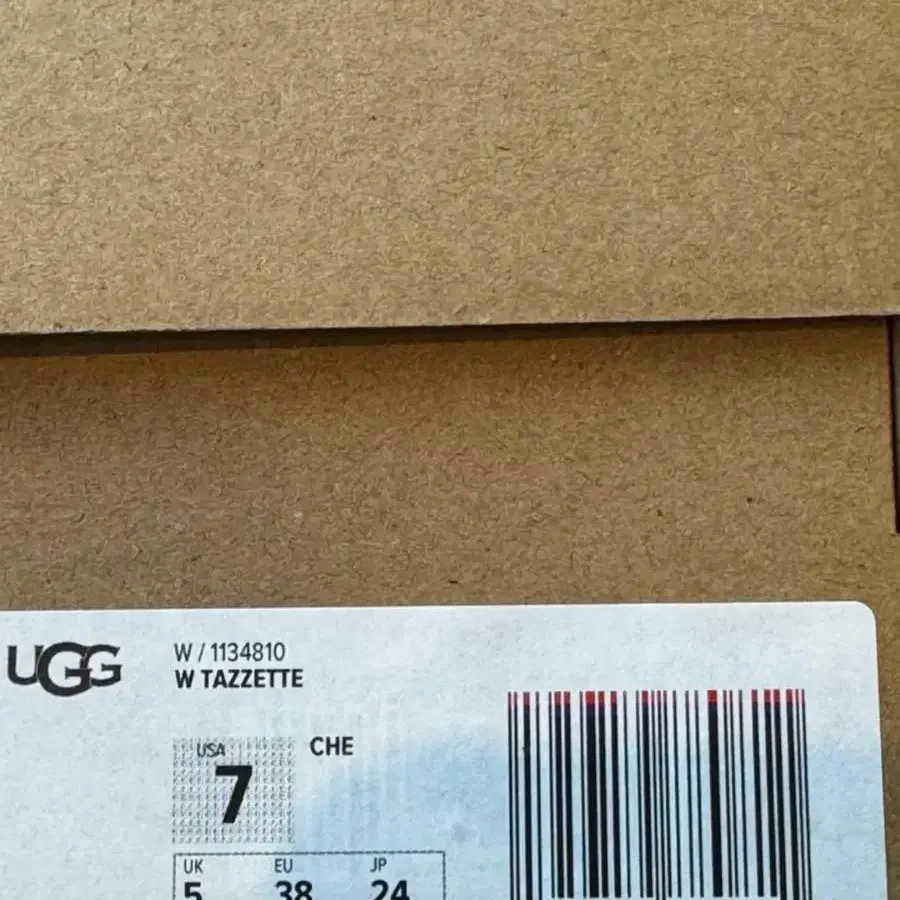 UGG
W / 1134810
W TAZZETTE
USA
7
CHE
UK EU JP
5 38 24